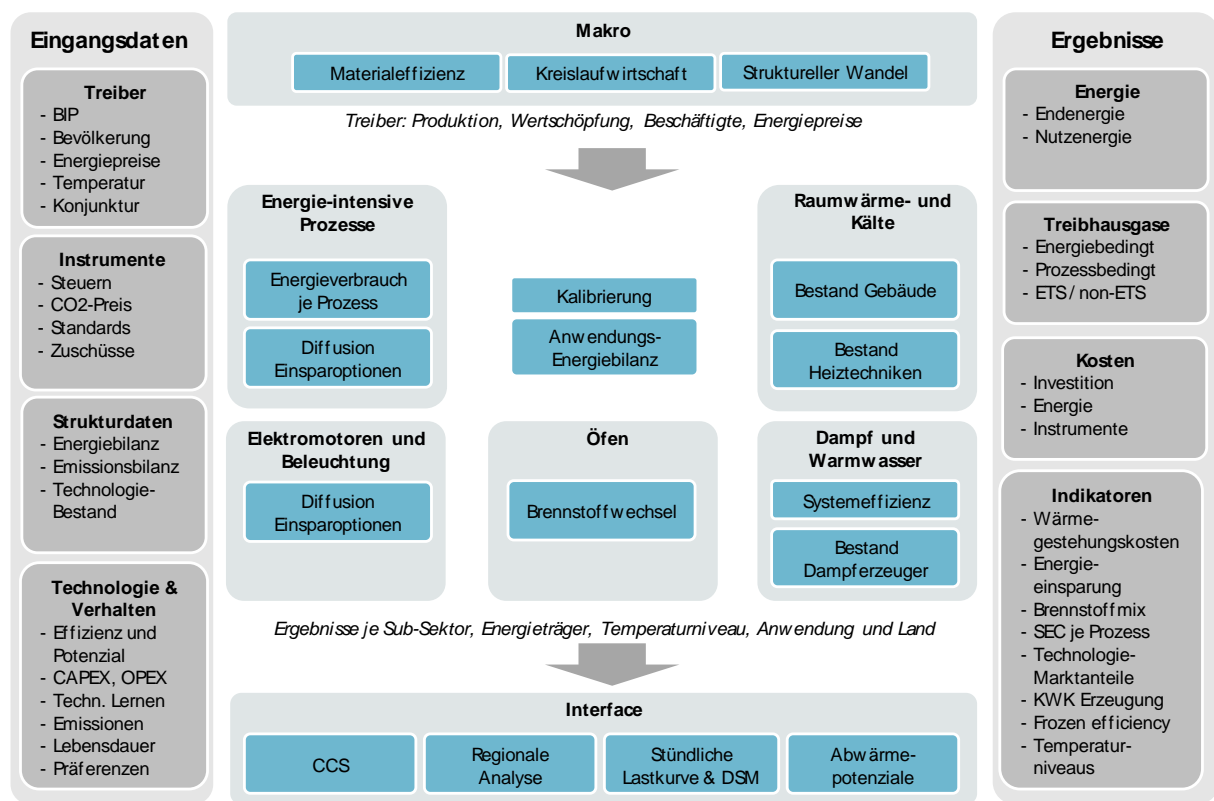 Eingangsdaten
Treiber
- BIP
- Bevölkerung
- Energiepreise
- Temperatur
- Konjunktur
Instrumente
- Steuern
- CO2-Preis
- Standards
- Zuschüsse
Strukturdaten
- Energiebilanz
- Emissionsbilanz
- Technologie-
Bestand
Technologie &
Verhalten
- Effizienz und
Potenzial
- CAPEX, OPEX
- Techn. Lernen
- Emissionen
- Lebensdauer
- Präferenzen
Makro
Materialeffizienz
Kreislaufwirtschaft
Struktureller Wandel
Treiber: Produktion, Wertschöpfung, Beschäftigte, Energiepreise
Energie-intensive
Prozesse
Energieverbrauch
je Prozess
Diffusion
Einsparoptionen
Kalibrierung
Anwendungs-
Energiebilanz
Raumwärme- und
Kälte
Bestand Gebäude
Bestand
Heiztechniken
Elektromotoren und
Beleuchtung
Diffusion
Einsparoptionen
Öfen
Brennstoffwechsel
Dampf und
Warmwasser
Systemeffizienz
Bestand
Dampferzeuger
Ergebnisse je Sub-Sektor, Energieträger, Temperaturniveau, Anwendung und Land
Interface
CCS
Regionale
Analyse
Stündliche
Lastkurve & DSM
Abwärme-
potenziale
Ergebnisse
Energie
- Endenergie
- Nutzenergie
Treibhausgase
- Energiebedingt
- Prozessbedingt
- ETS / non-ETS
Kosten
- Investition
- Energie
- Instrumente
Indikatoren
- Wärme-
gestehungskosten
- Energie-
einsparung
- Brennstoffmix
- SEC je Prozess
- Technologie-
Marktanteile
- KWK Erzeugung
- Frozen efficiency
- Temperatur-
niveaus